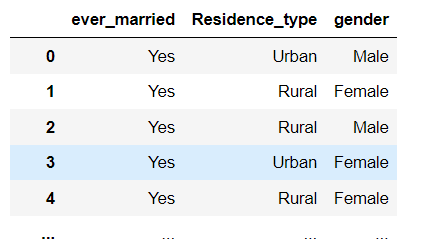 ever_married Residence_type gender
0 Yes Urban Male
1 Yes Rural Female
2 Yes Rural Male
3 Yes Urban Female
4 Yes Rural Female
... ... ... ...